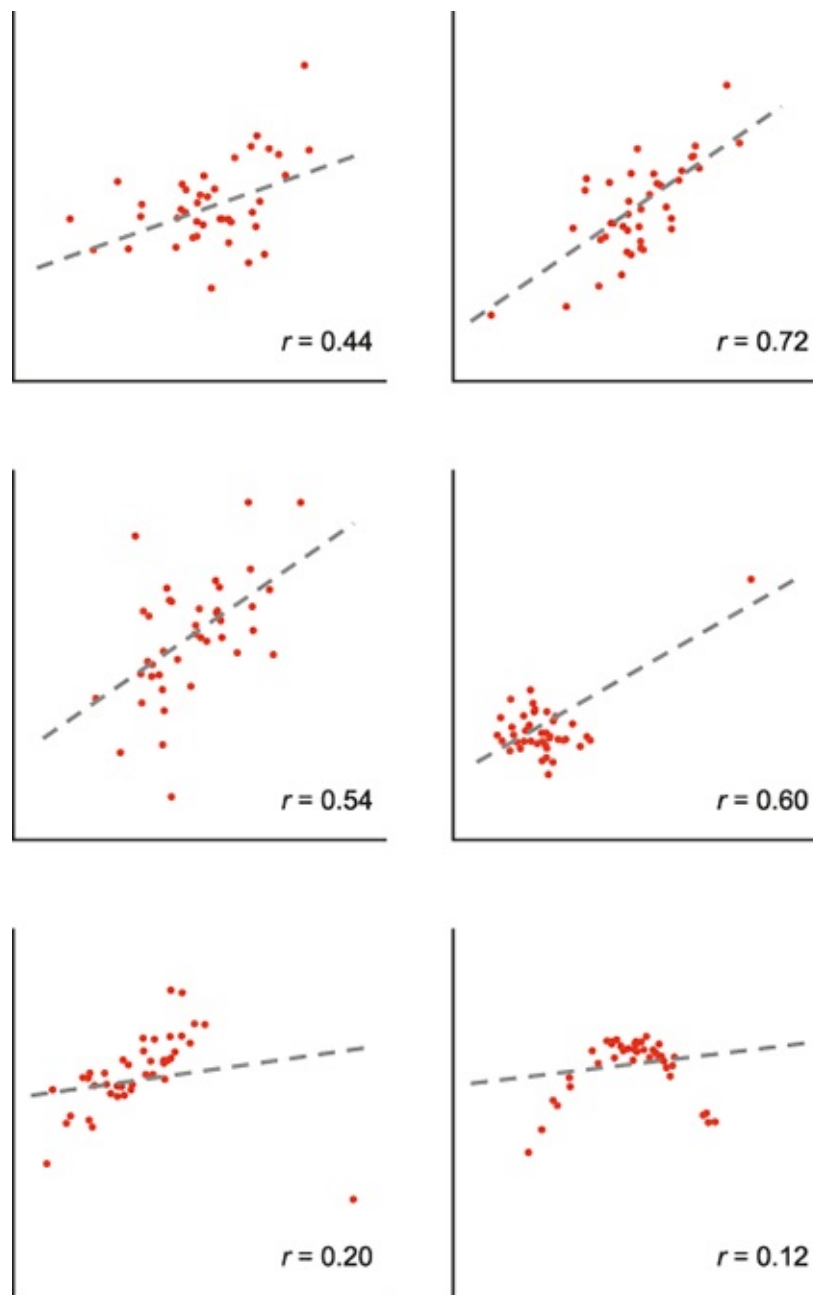 r = 0.44
r = 0.72
r = 0.54
r = 0.60
r = 0.20
r = 0.12